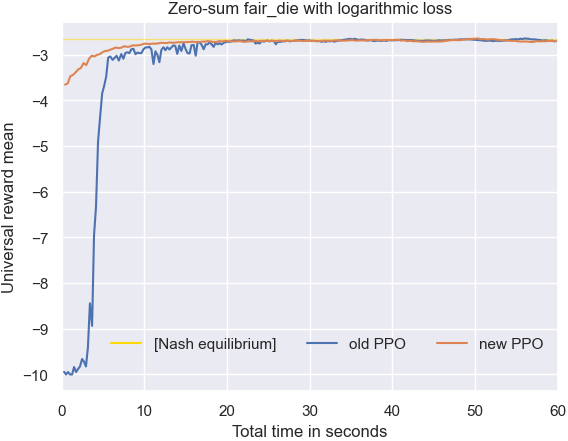 Zero-sum fair_die with logarithmic loss
Universal reward mean
−3
−4
−5
−6
−7
−8
−9
−10
[Nash equilibrium] old PPO new PPO
0 10 20 30 40 50 60
Total time in seconds